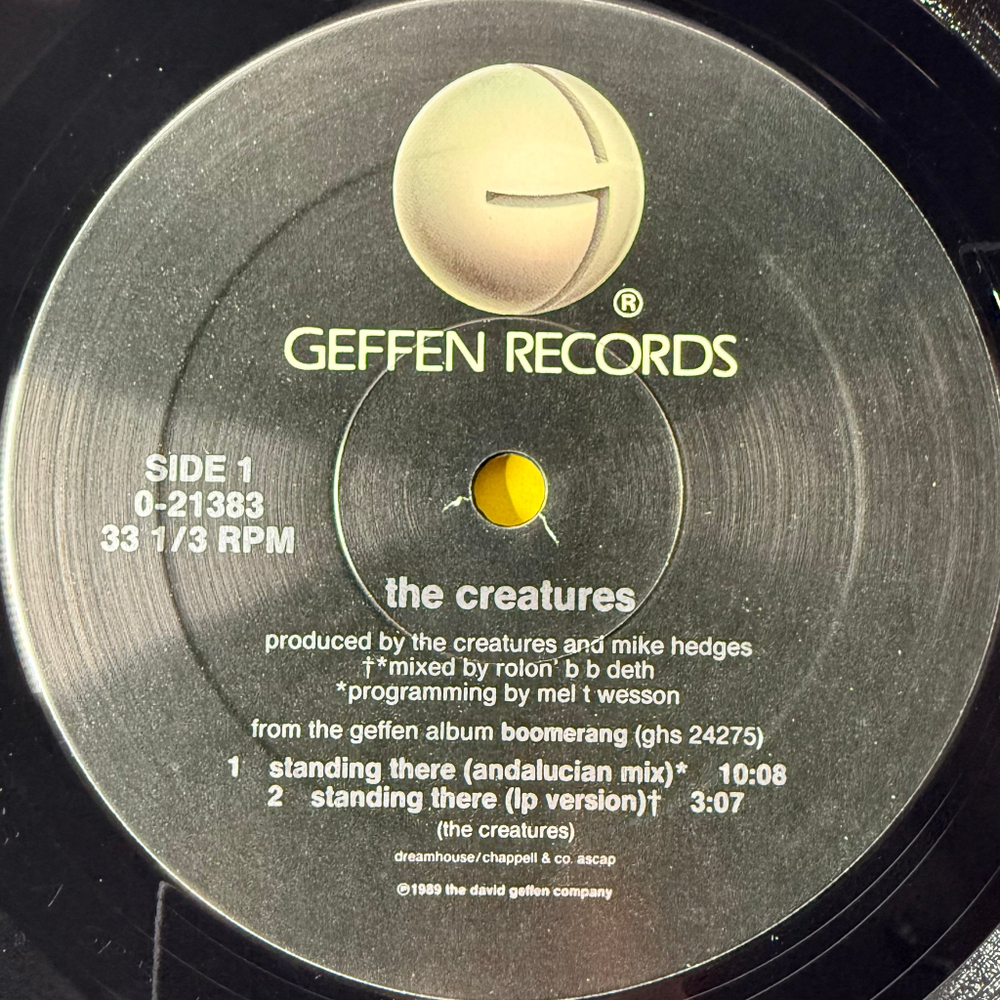 ®
GEFFEN RECORDS
SIDE 1
0-21383
33 1/3 RPM
the creatures
produced by the creatures and mike hedges
†*mixed by rolon' b b deth
*programming by mel t wesson
from the geffen album boomerang (ghs 24275)
1 standing there (andalucian mix)* 10:08
2 standing there (lp version)† 3:07
(the creatures)
dreamhouse/chappell & co. ascap
℗1989 the david geffen company